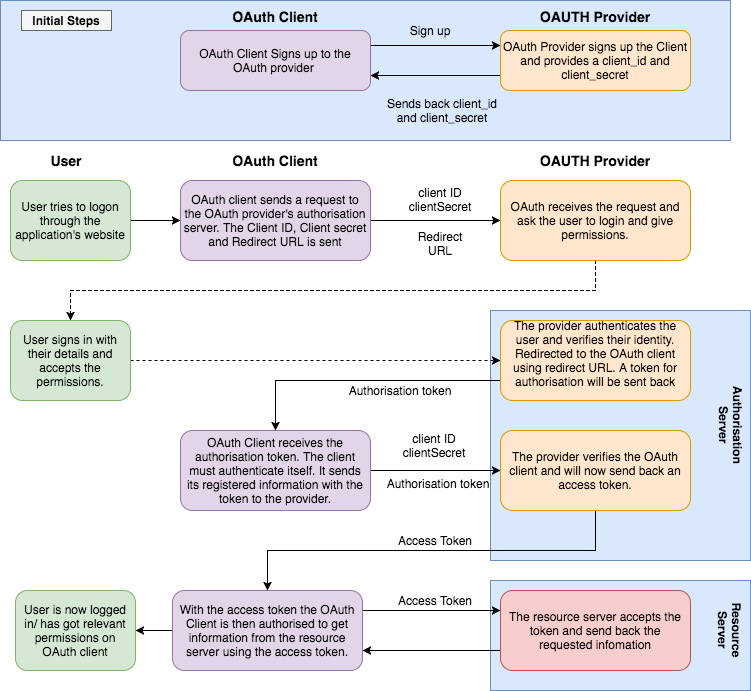 Initial Steps
OAuth Client
OAUTH Provider
OAuth Client Signs up to the
OAuth provider
Sign up
OAuth Provider signs up the Client
and provides a client_id and
client_secret
Sends back client_id
and client_secret
User
OAuth Client
OAUTH Provider
User tries to logon
through the
application's website
OAuth client sends a request to
the OAuth provider's authorisation
server. The Client ID, Client secret
and Redirect URL is sent
client ID
clientSecret
Redirect
URL
OAuth receives the request and
ask the user to login and give
permissions.
User signs in with
their details and
accepts the
permissions.
The provider authenticates the
user and verifies their identity.
Redirected to the OAuth client
using redirect URL. A token for
authorisation will be sent back
Authorisation
Server
Authorisation token
OAuth Client receives the
authorisation token. The client
must authenticate itself. It sends
its registered information with the
token to the provider.
client ID
clientSecret
Authorisation token
The provider verifies the OAuth
client and will now send back an
access token.
Access Token
User is now logged
in/ has got relevant
permissions on
OAuth client
With the access token the OAuth
Client is then authorised to get
information from the resource
server using the access token.
Access Token
The resource server accepts the
token and send back the
requested infomation
Resource
Server